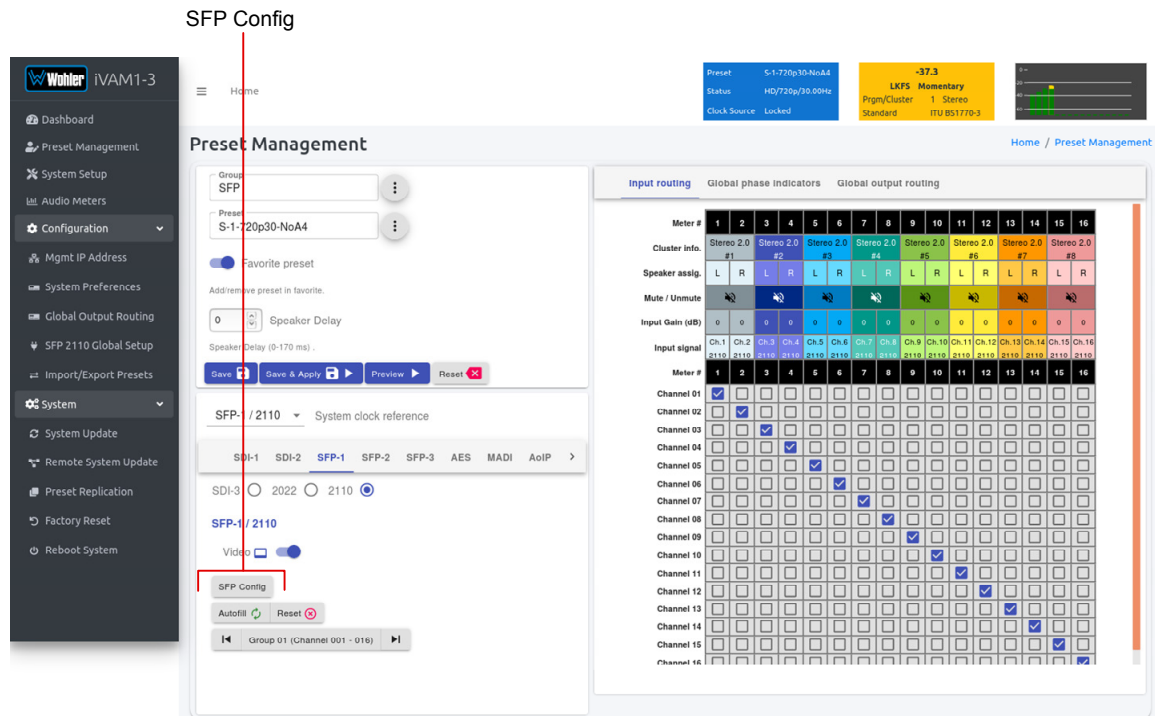 SFP Config
Wohler iVAM1-3
Dashboard
Preset Management
System Setup
Audio Meters
Configuration
Mgmt IP Address
System Preferences
Global Output Routing
SFP 2110 Global Setup
Import/Export Presets
System
System Update
Remote System Update
Preset Replication
Factory Reset
Reboot System
Home
Preset S-1-720p30-NoA4
Status HD/720p/30.00Hz
Clock Source Locked
-37.3
LKFS Momentary
Prgm/Cluster 1 Stereo
Standard ITU BS1770-3
Preset Management
Home / Preset Management
Group
SFP
Preset
S-1-720p30-NoA4
Favorite preset
Add/remove preset in favorite.
0 Speaker Delay
Speaker Delay (0-170 ms) .
Save Save & Apply Preview Reset
SFP-1 / 2110 System clock reference
SDI-1 SDI-2 SFP-1 SFP-2 SFP-3 AES MADI AoIP
SDI-3 2022 2110
SFP-1 / 2110
Video
SFP Config
Autofill Reset
Group 01 (Channel 001 - 016)
Input routing Global phase indicators Global output routing
Meter # 1 2 3 4 5 6 7 8 9 10 11 12 13 14 15 16
Cluster info. Stereo 2.0 Stereo 2.0 Stereo 2.0 Stereo 2.0 Stereo 2.0 Stereo 2.0 Stereo 2.0 Stereo 2.0
#1 #2 #3 #4 #5 #6 #7 #8
Speaker assig. L R L R L R L R L R L R L R L R
Mute / Unmute
Input Gain (dB) 0 0 0 0 0 0 0 0 0 0 0 0 0 0 0 0
Input signal Ch.1 Ch.2 Ch.3 Ch.4 Ch.5 Ch.6 Ch.7 Ch.8 Ch.9 Ch.10 Ch.11 Ch.12 Ch.13 Ch.14 Ch.15 Ch.16
2110 2110 2110 2110 2110 2110 2110 2110 2110 2110 2110 2110 2110 2110 2110 2110
Meter # 1 2 3 4 5 6 7 8 9 10 11 12 13 14 15 16
Channel 01
Channel 02
Channel 03
Channel 04
Channel 05
Channel 06
Channel 07
Channel 08
Channel 09
Channel 10
Channel 11
Channel 12
Channel 13
Channel 14
Channel 15
Channel 16